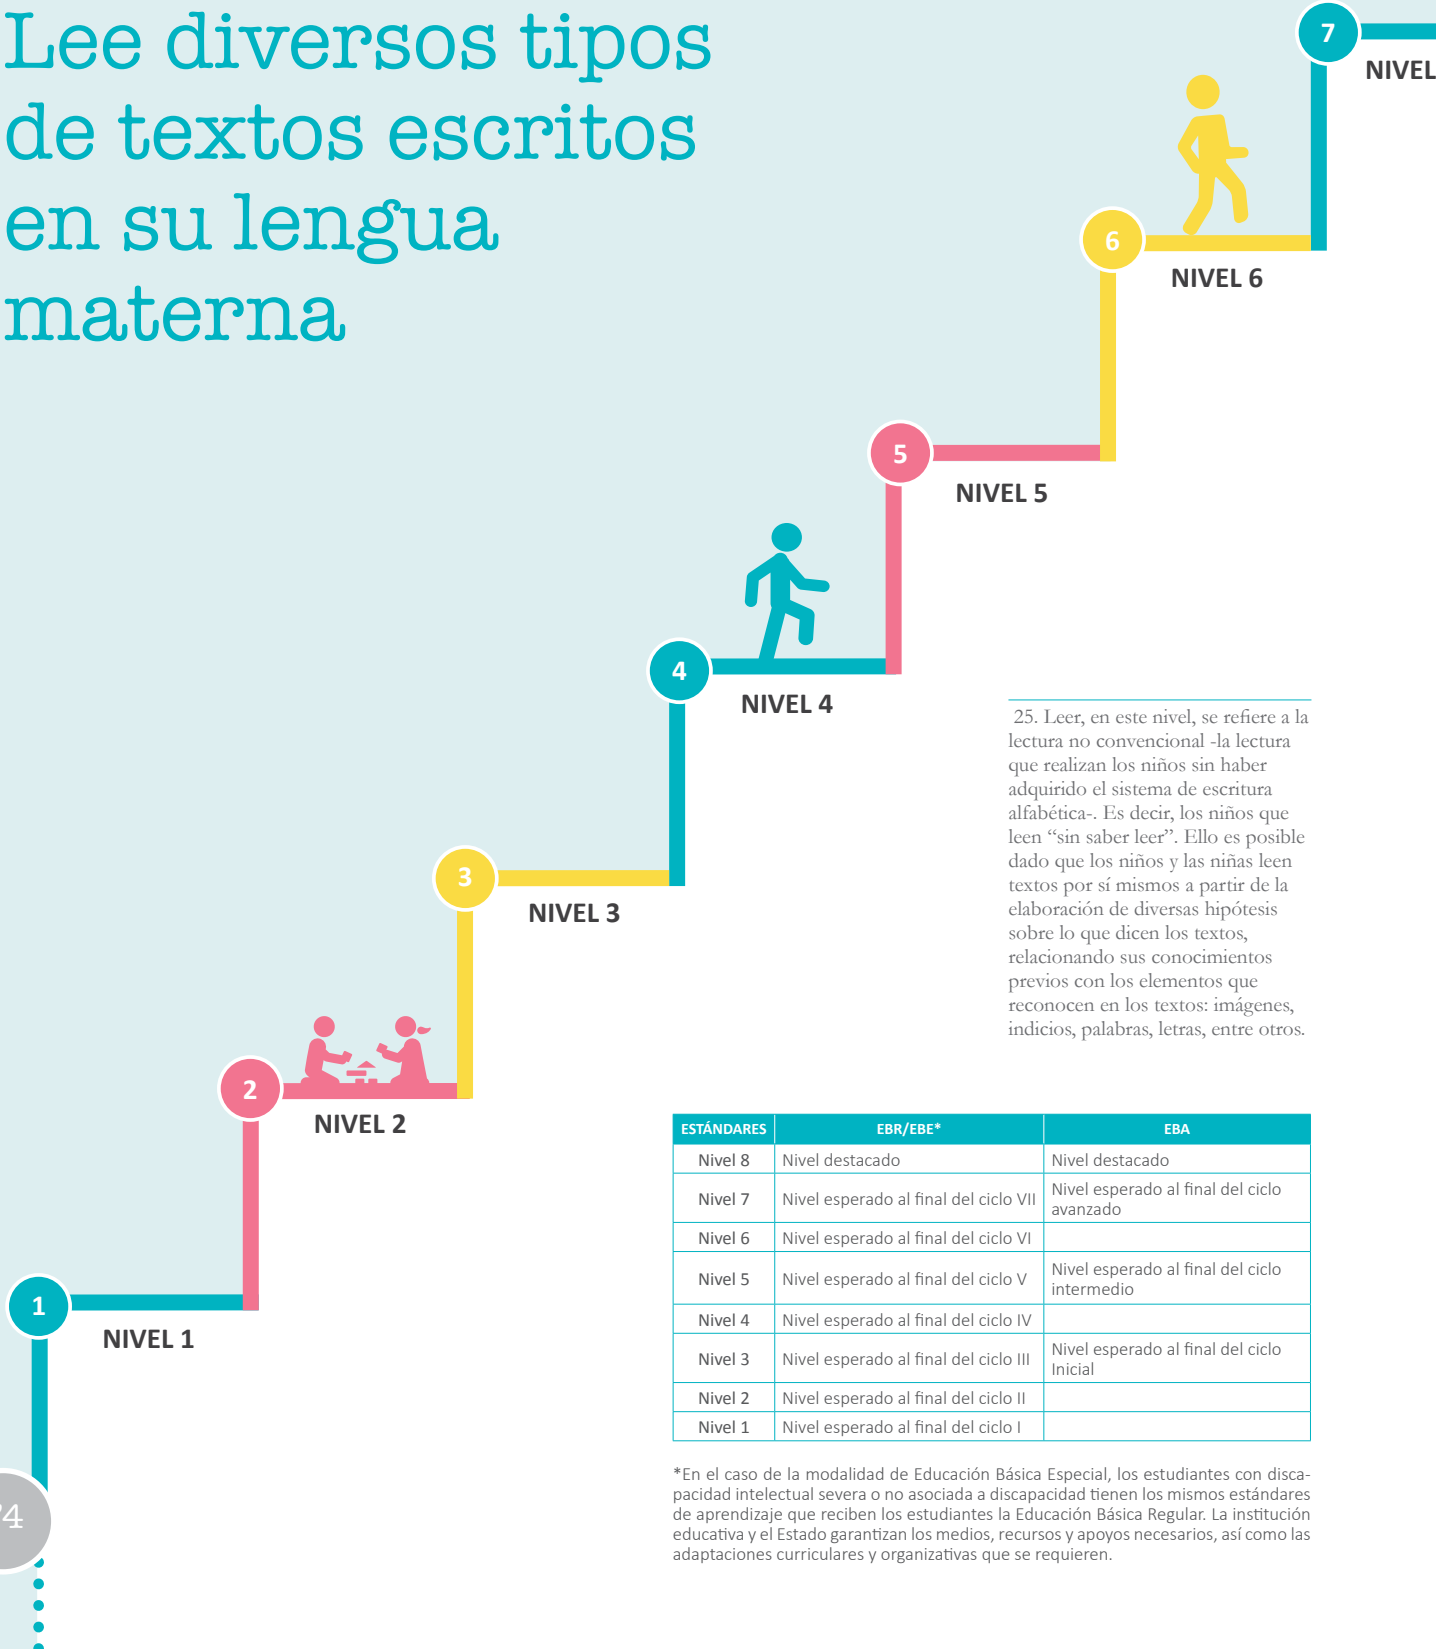 Lee diversos tipos
de textos escritos
en su lengua
materna
7
NIVEL
6
NIVEL 6
5
NIVEL 5
4
NIVEL 4
25. Leer, en este nivel, se refiere a la
lectura no convencional -la lectura
que realizan los niños sin haber
adquirido el sistema de escritura
alfabética-. Es decir, los niños que
leen “sin saber leer”. Ello es posible
dado que los niños y las niñas leen
textos por sí mismos a partir de la
elaboración de diversas hipótesis
sobre lo que dicen los textos,
relacionando sus conocimientos
previos con los elementos que
reconocen en los textos: imágenes,
indicios, palabras, letras, entre otros.
3
NIVEL 3
2
NIVEL 2
1
NIVEL 1
ESTÁNDARES EBR/EBE* EBA
Nivel 8 Nivel destacado Nivel destacado
Nivel 7 Nivel esperado al final del ciclo VII Nivel esperado al final del ciclo
avanzado
Nivel 6 Nivel esperado al final del ciclo VI
Nivel 5 Nivel esperado al final del ciclo V Nivel esperado al final del ciclo
intermedio
Nivel 4 Nivel esperado al final del ciclo IV
Nivel 3 Nivel esperado al final del ciclo III Nivel esperado al final del ciclo
Inicial
Nivel 2 Nivel esperado al final del ciclo II
Nivel 1 Nivel esperado al final del ciclo I
*En el caso de la modalidad de Educación Básica Especial, los estudiantes con disca-
pacidad intelectual severa o no asociada a discapacidad tienen los mismos estándares
de aprendizaje que reciben los estudiantes la Educación Básica Regular. La institución
educativa y el Estado garantizan los medios, recursos y apoyos necesarios, así como las
adaptaciones curriculares y organizativas que se requieren.